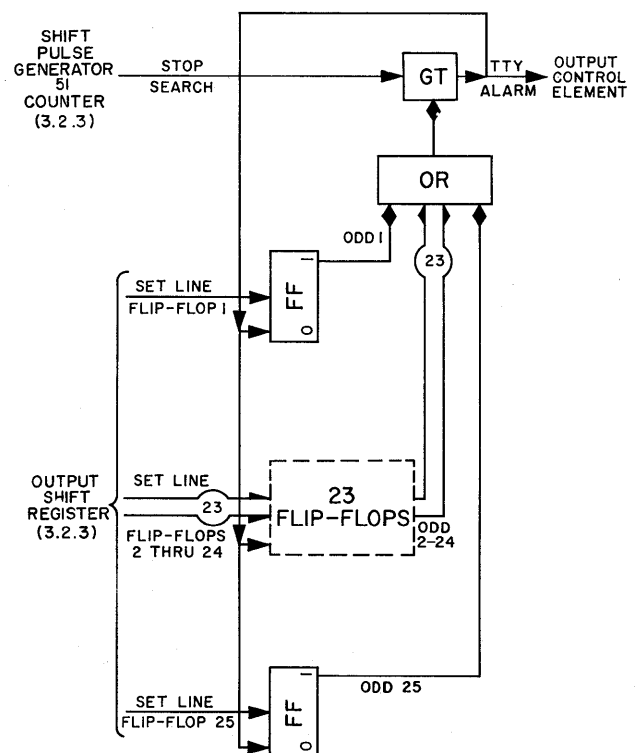 SHIFT
PULSE
GENERATOR
51
COUNTER
(3.2.3)
STOP
SEARCH
GT
TTY
ALARM
OUTPUT
CONTROL
ELEMENT
OR
ODD 1
23
SET LINE
FLIP-FLOP 1
FF
1
0
OUTPUT
SHIFT
REGISTER
(3.2.3)
SET LINE
23
FLIP-FLOPS
2 THRU 24
23
FLIP-FLOPS
ODD
2-24
SET LINE
FLIP-FLOP 25
FF
1
0
ODD 25